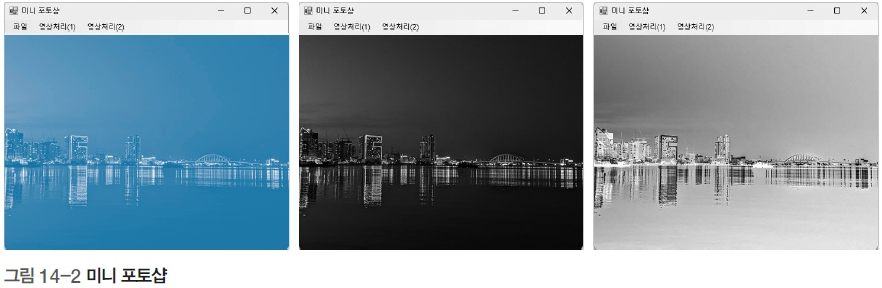 미니 포토샵
파일 영상처리(1) 영상처리(2)
미니 포토샵
파일 영상처리(1) 영상처리(2)
미니 포토샵
파일 영상처리(1) 영상처리(2)
그림 14-2 미니 포토샵